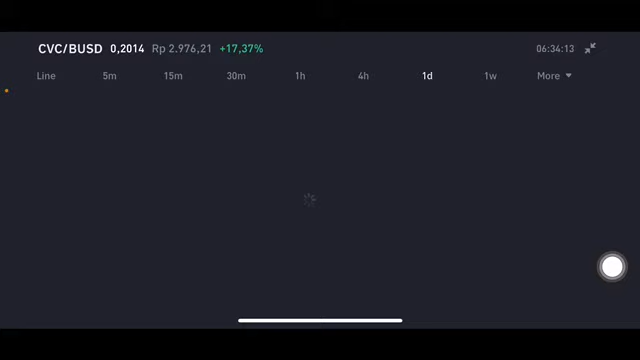 CVC/BUSD 0,2014 Rp 2.976,21 +17,37% 06:34:13
Line 5m 15m 30m 1h 4h 1d 1w More